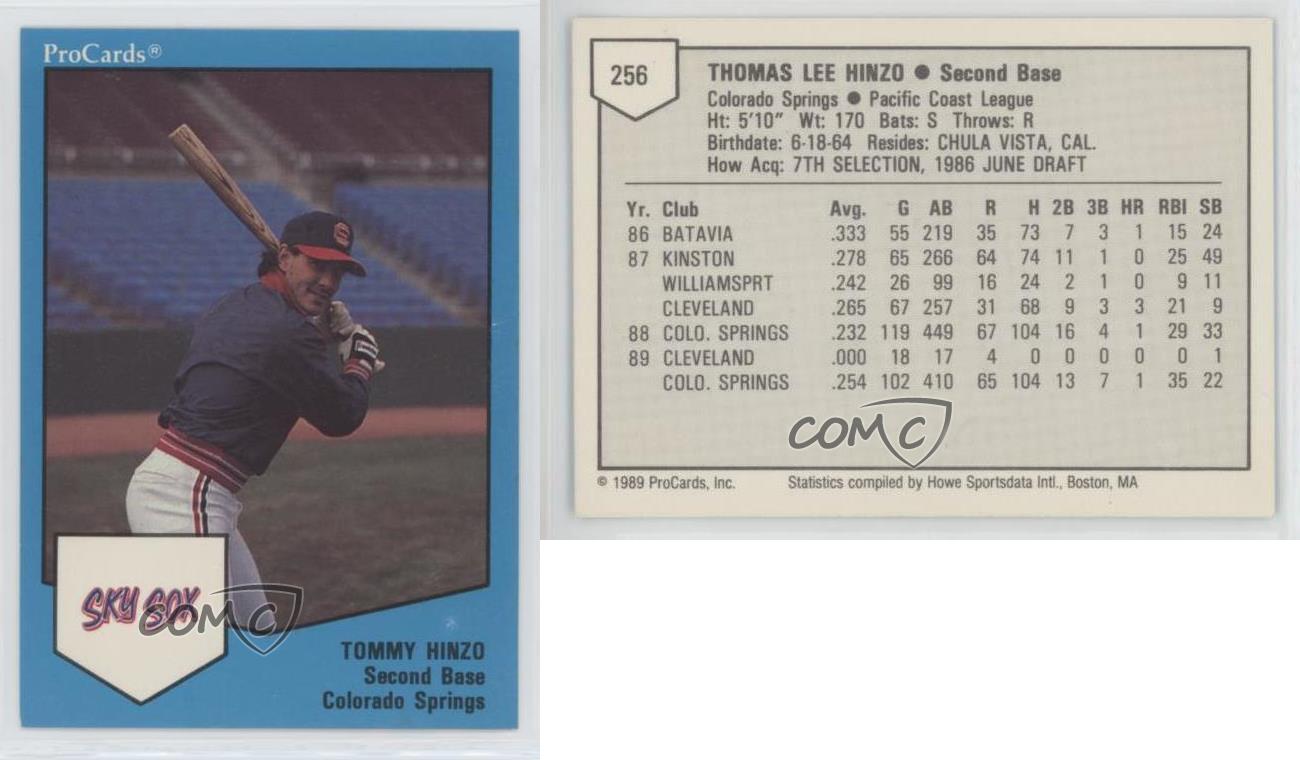 ProCards®
SKY SOX
COMC
TOMMY HINZO
Second Base
Colorado Springs
256
THOMAS LEE HINZO ● Second Base
Colorado Springs ● Pacific Coast League
Ht: 5'10" Wt: 170 Bats: S Throws: R
Birthdate: 6-18-64 Resides: CHULA VISTA, CAL.
How Acq: 7TH SELECTION, 1986 JUNE DRAFT
Yr. Club Avg. G AB R H 2B 3B HR RBI SB
86 BATAVIA .333 55 219 35 73 7 3 1 15 24
87 KINSTON .278 65 266 64 74 11 1 0 25 49
WILLIAMSPRT .242 26 99 16 24 2 1 0 9 11
CLEVELAND .265 67 257 31 68 9 3 3 21 9
88 COLO. SPRINGS .232 119 449 67 104 16 4 1 29 33
89 CLEVELAND .000 18 17 4 0 0 0 0 0 1
COLO. SPRINGS .254 102 410 65 104 13 7 1 35 22
COMC
© 1989 ProCards, Inc. Statistics compiled by Howe Sportsdata Intl., Boston, MA